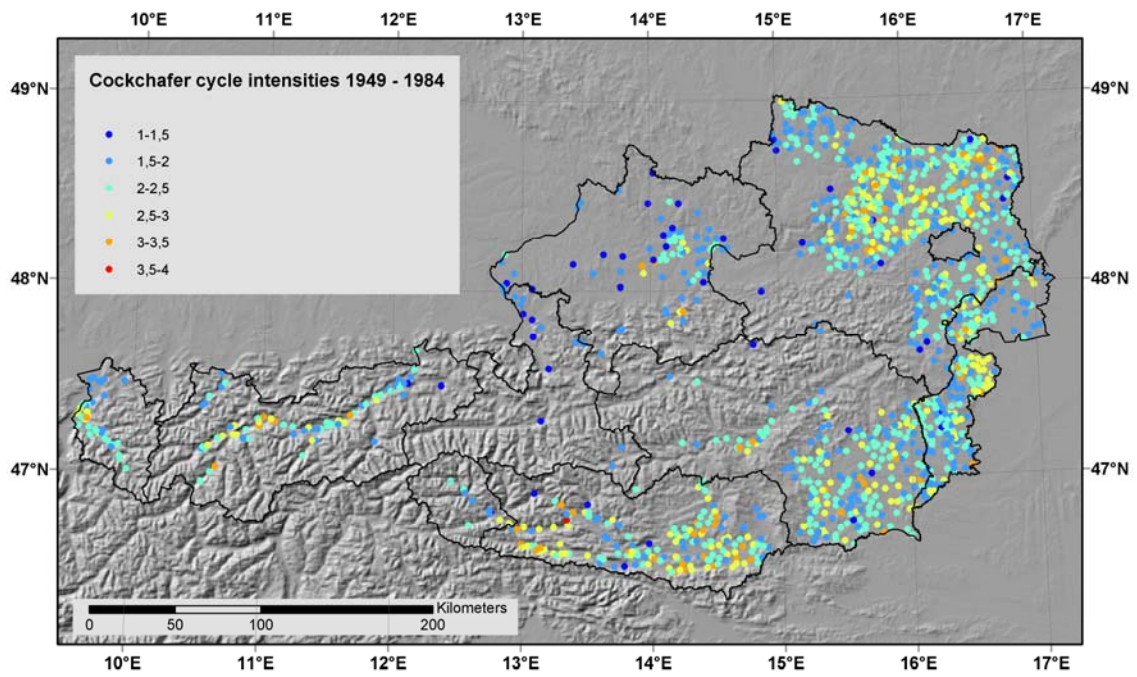 10°E 11°E 12°E 13°E 14°E 15°E 16°E 17°E
Cockchafer cycle intensities 1949 - 1984
49°N 49°N
1-1,5
1,5-2
2-2,5
2,5-3
3-3,5
3,5-4
48°N 48°N
47°N 47°N
Kilometers
0 50 100 200
10°E 11°E 12°E 13°E 14°E 15°E 16°E 17°E